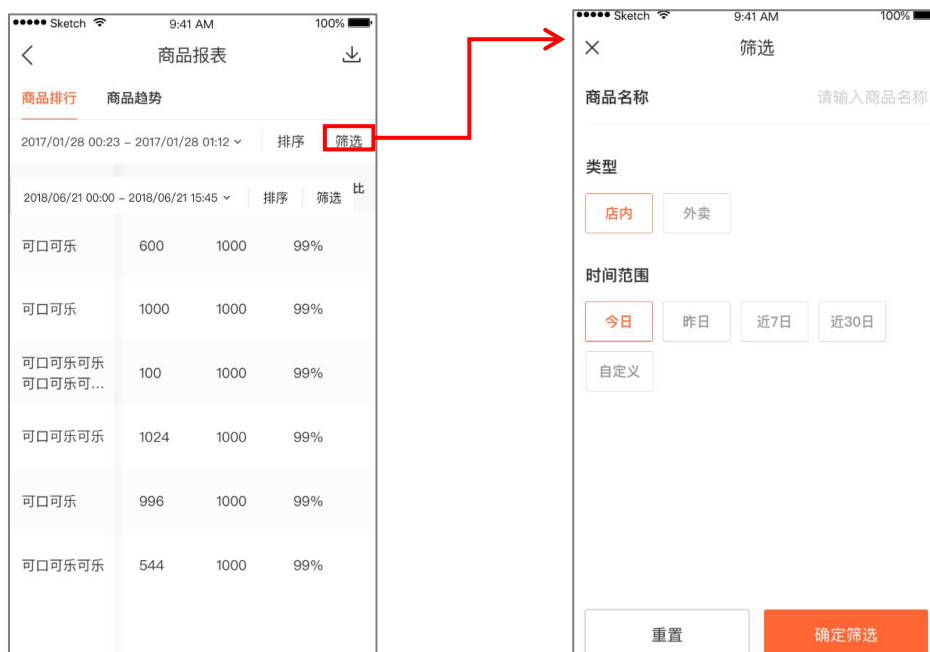 Sketch 9:41 AM 100%
商品报表
商品排行 商品趋势
2017/01/28 00:23 – 2017/01/28 01:12 排序 筛选
比
2018/06/21 00:00 – 2018/06/21 15:45 排序 筛选
可口可乐 600 1000 99%
可口可乐 1000 1000 99%
可口可乐可乐
可口可乐可...
100 1000 99%
可口可乐可乐 1024 1000 99%
可口可乐 996 1000 99%
可口可乐可乐 544 1000 99%
Sketch 9:41 AM 100%
筛选
商品名称 请输入商品名称
类型
店内 外卖
时间范围
今日 昨日 近7日 近30日
自定义
重置 确定筛选